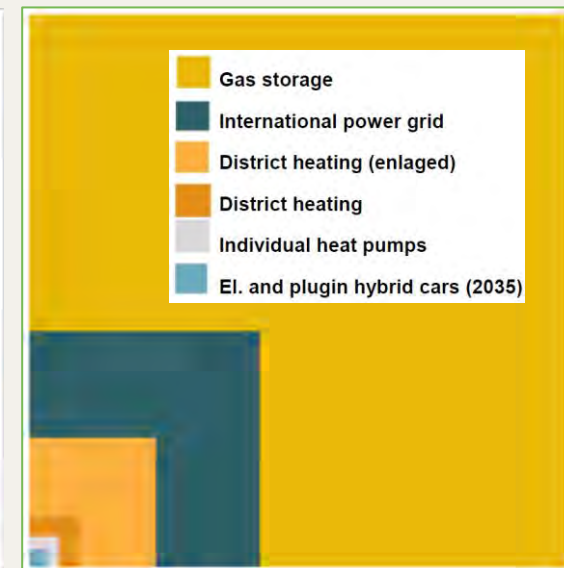 Gas storage
International power grid
District heating (enlaged)
District heating
Individual heat pumps
El. and plugin hybrid cars (2035)